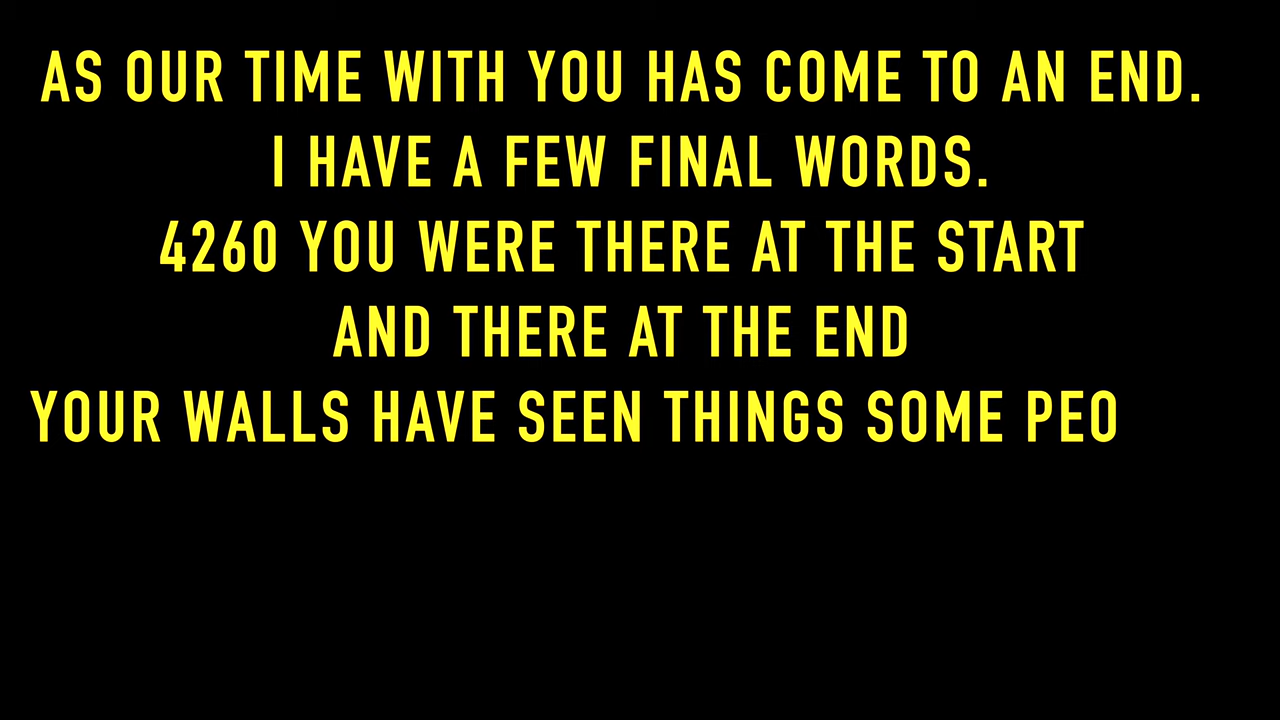 AS OUR TIME WITH YOU HAS COME TO AN END.
I HAVE A FEW FINAL WORDS.
4260 YOU WERE THERE AT THE START
AND THERE AT THE END
YOUR WALLS HAVE SEEN THINGS SOME PEO